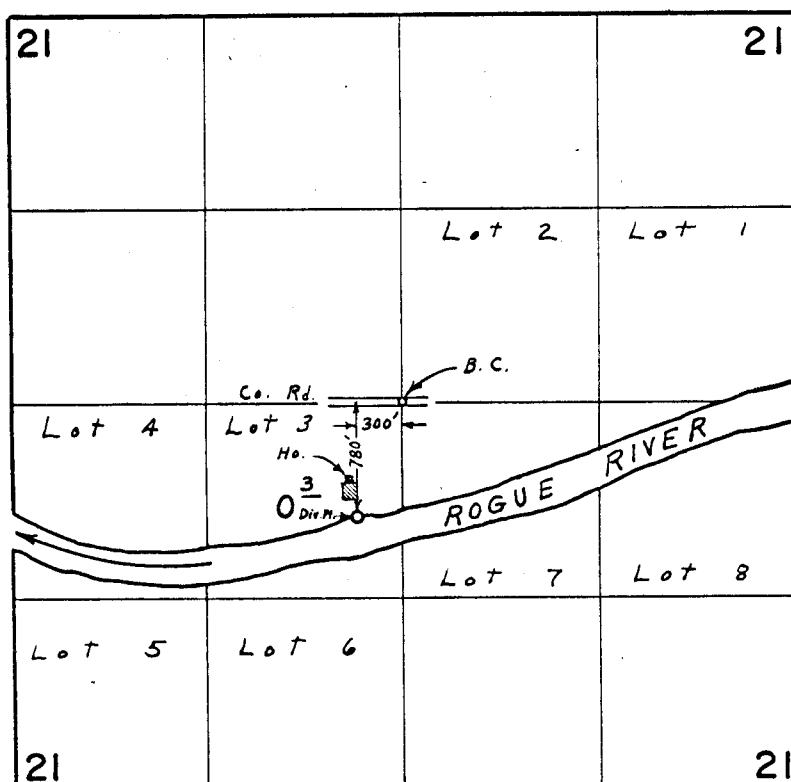 21 21
Lot 2 Lot 1
B.C.
Co. Rd.
Lot 4 Lot 3 300'
780'
Ho.
3
O Div. Pt.
ROGUE RIVER
Lot 7 Lot 8
Lot 5 Lot 6
21 21